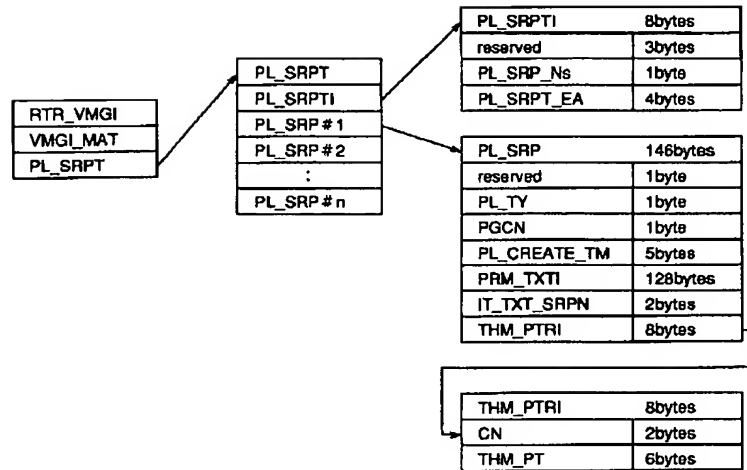 RTR_VMGI
VMGI_MAT
PL_SRPT
PL_SRPT
PL_SRPTI
PL_SRP#1
PL_SRP#2
:
PL_SRP#n
PL_SRPTI 8bytes
reserved 3bytes
PL_SRP_Ns 1byte
PL_SRPT_EA 4bytes
PL_SRP 146bytes
reserved 1byte
PL_TY 1byte
PGCN 1byte
PL_CREATE_TM 5bytes
PRM_TXTI 128bytes
IT_TXT_SRPN 2bytes
THM_PTRI 8bytes
THM_PTRI 8bytes
CN 2bytes
THM_PT 6bytes